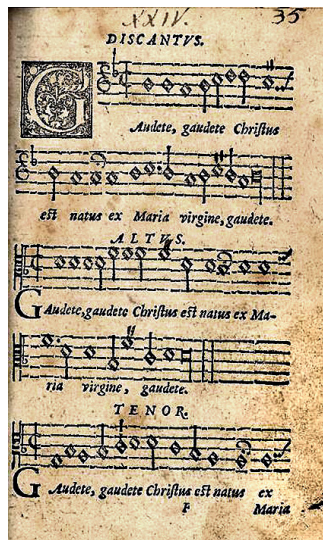 XXIV. 35
DISCANTVS.
GAudete, gaudete Chriſtus
eſt natus ex Maria virgine, gaudete.
ALTVS.
GAudete, gaudete Chriſtus eſt natus ex Ma-
ria virgine, gaudete.
TENOR.
GAudete, gaudete Chriſtus eſt natus ex
F Maria